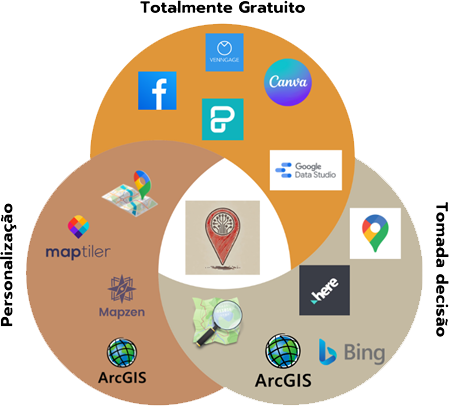 Totalmente Gratuito
VENNGAGE
Canva
f
Google
Data Studio
Personalização
Tomada decisão
maptiler
here
Mapzen
ArcGIS
ArcGIS
Bing